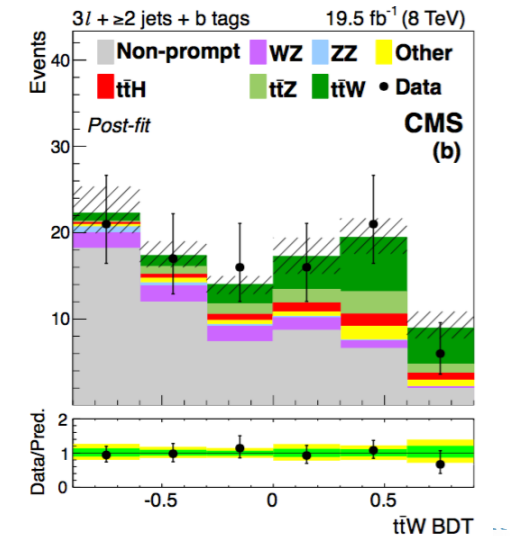 3l + ≥2 jets + b tags 19.5 fb⁻¹ (8 TeV)
Events
Non-prompt WZ ZZ Other
tt̄H tt̄Z tt̄W Data
Post-fit CMS
(b)
40
30
20
10
Data/Pred.
2
1
0
-0.5 0 0.5
tt̄W BDT